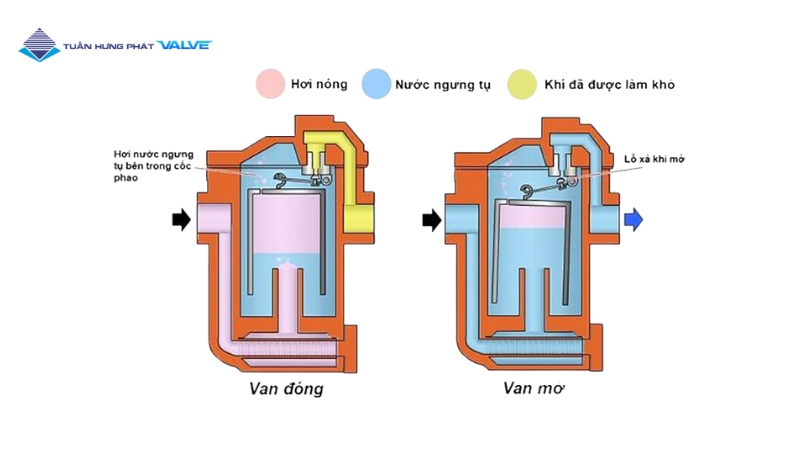 TUẤN HƯNG PHÁT VALVE
Hơi nóng
Nước ngưng tụ
Khí đã được làm khô
Hơi nước ngưng
tụ bên trong cốc
phao
Lỗ xả khí mở
Van đóng
Van mơ